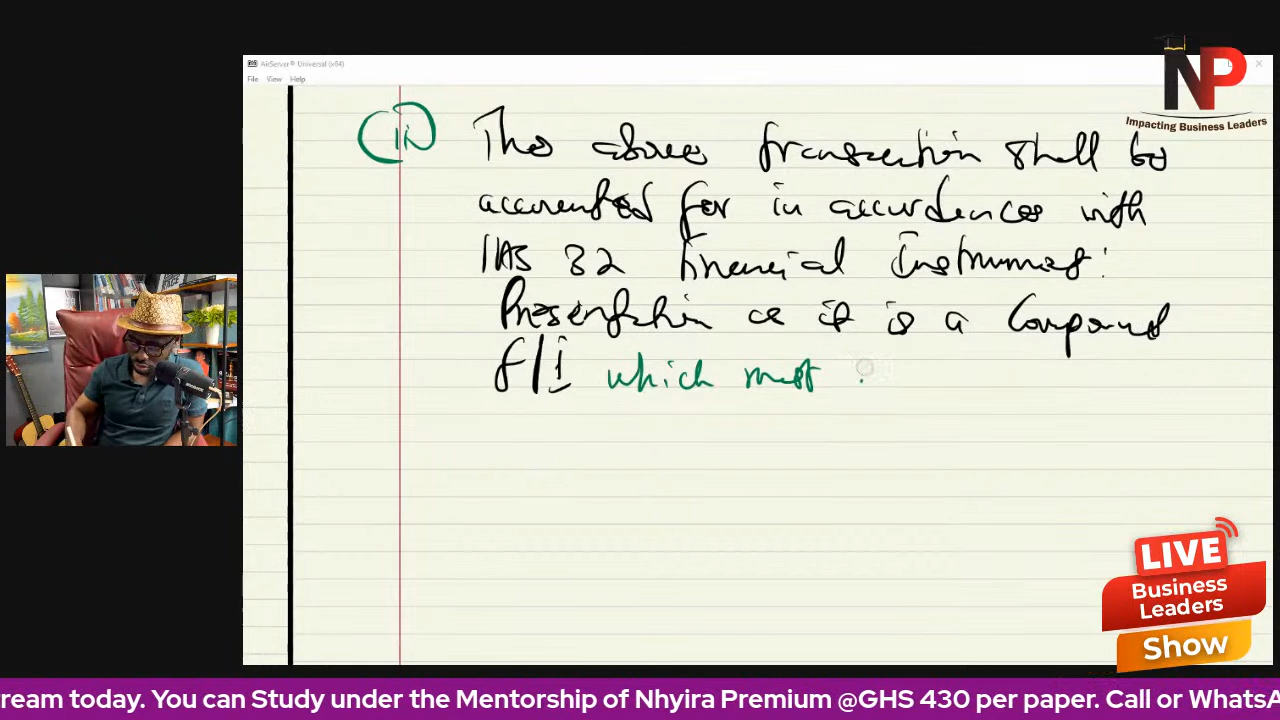 AirServer® Universal (x64)
File View Help
NP
Impacting Business Leaders
(ii) The above transaction shall be
accounted for in accordance with
IAS 32 Financial Instrument:
Presentation as it is a Compound
f/i which must
LIVE
Business
Leaders
Show
ream today. You can Study under the Mentorship of Nhyira Premium @GHS 430 per paper. Call or WhatsA